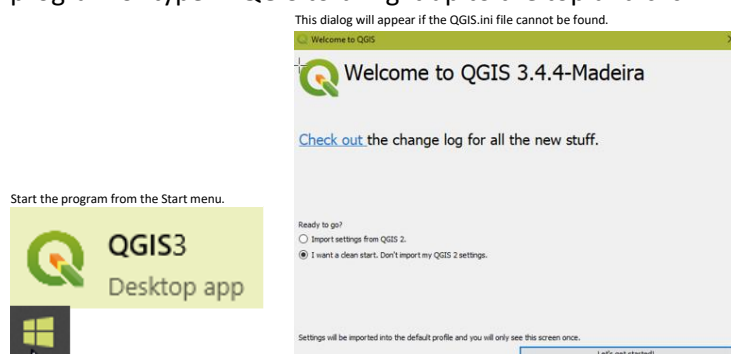 This dialog will appear if the QGIS.ini file cannot be found.
Welcome to QGIS
Welcome to QGIS 3.4.4-Madeira
Check out the change log for all the new stuff.
Start the program from the Start menu.
QGIS3
Desktop app
Ready to go?
Import settings from QGIS 2.
I want a clean start. Don't import my QGIS 2 settings.
Settings will be imported into the default profile and you will only see this screen once.
Let's get started!